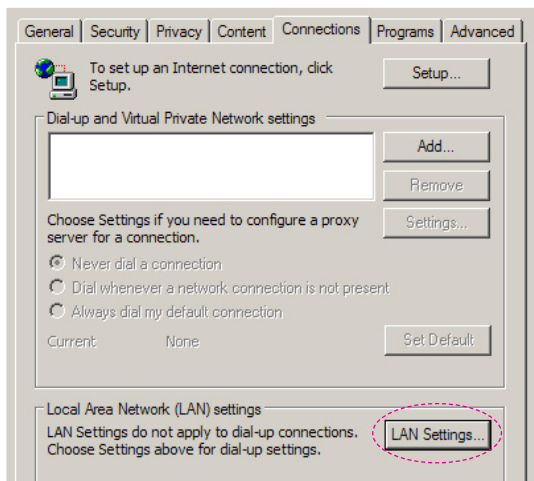 General Security Privacy Content Connections Programs Advanced
To set up an Internet connection, click
Setup.
Setup...
Dial-up and Virtual Private Network settings
Add...
Remove
Choose Settings if you need to configure a proxy
server for a connection.
Settings...
Never dial a connection
Dial whenever a network connection is not present
Always dial my default connection
Current None
Set Default
Local Area Network (LAN) settings
LAN Settings do not apply to dial-up connections.
Choose Settings above for dial-up settings.
LAN Settings...